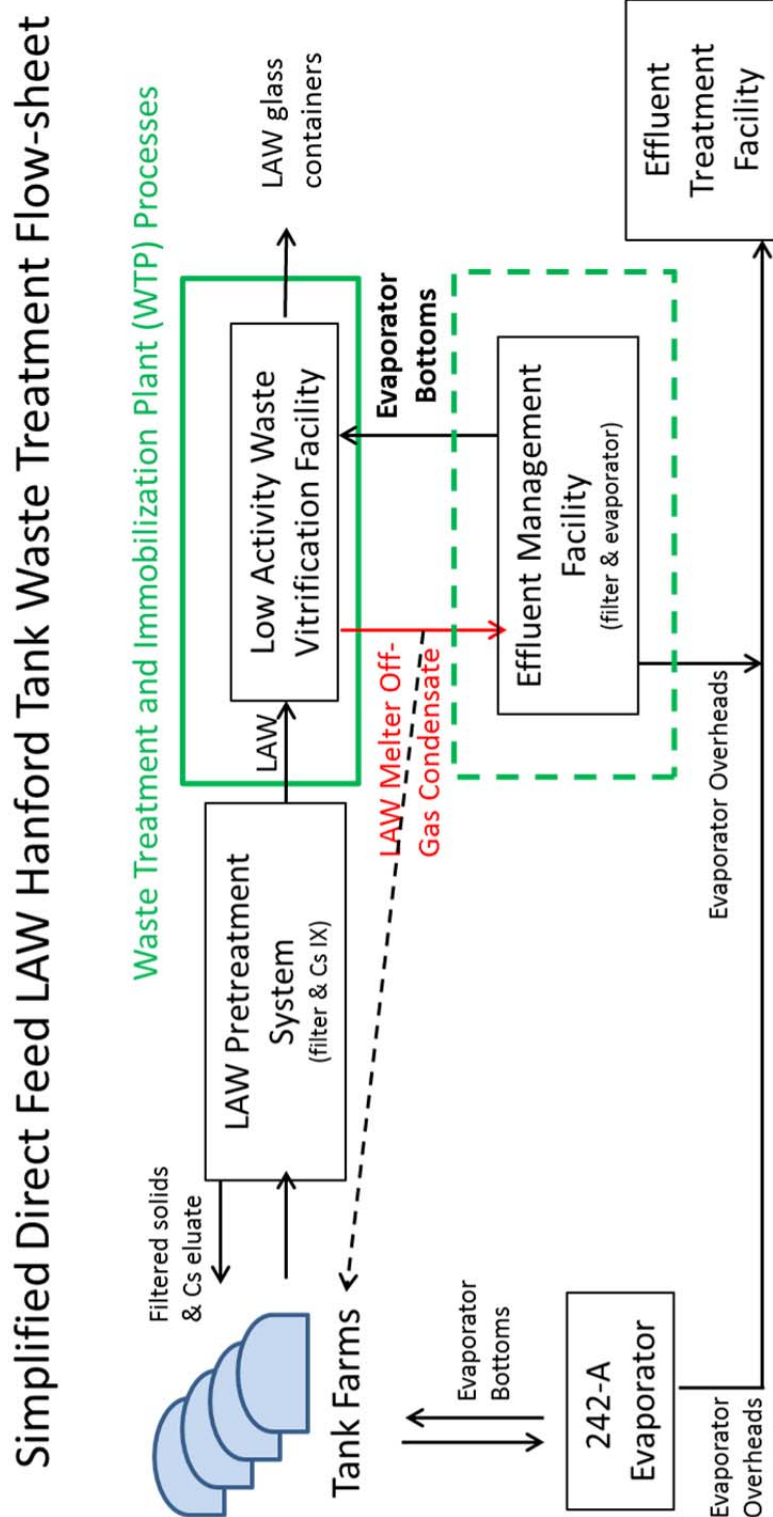 Simplified Direct Feed LAW Hanford Tank Waste Treatment Flow-sheet
Waste Treatment and Immobilization Plant (WTP) Processes
Filtered solids
& Cs eluate
LAW Pretreatment
System
(filter & Cs IX)
LAW
Low Activity Waste
Vitrification Facility
LAW glass
containers
Tank Farms
LAW Melter Off-
Gas Condensate
Evaporator
Bottoms
Effluent Management
Facility
(filter & evaporator)
Evaporator
Bottoms
242-A
Evaporator
Evaporator Overheads
Evaporator
Overheads
Effluent
Treatment
Facility